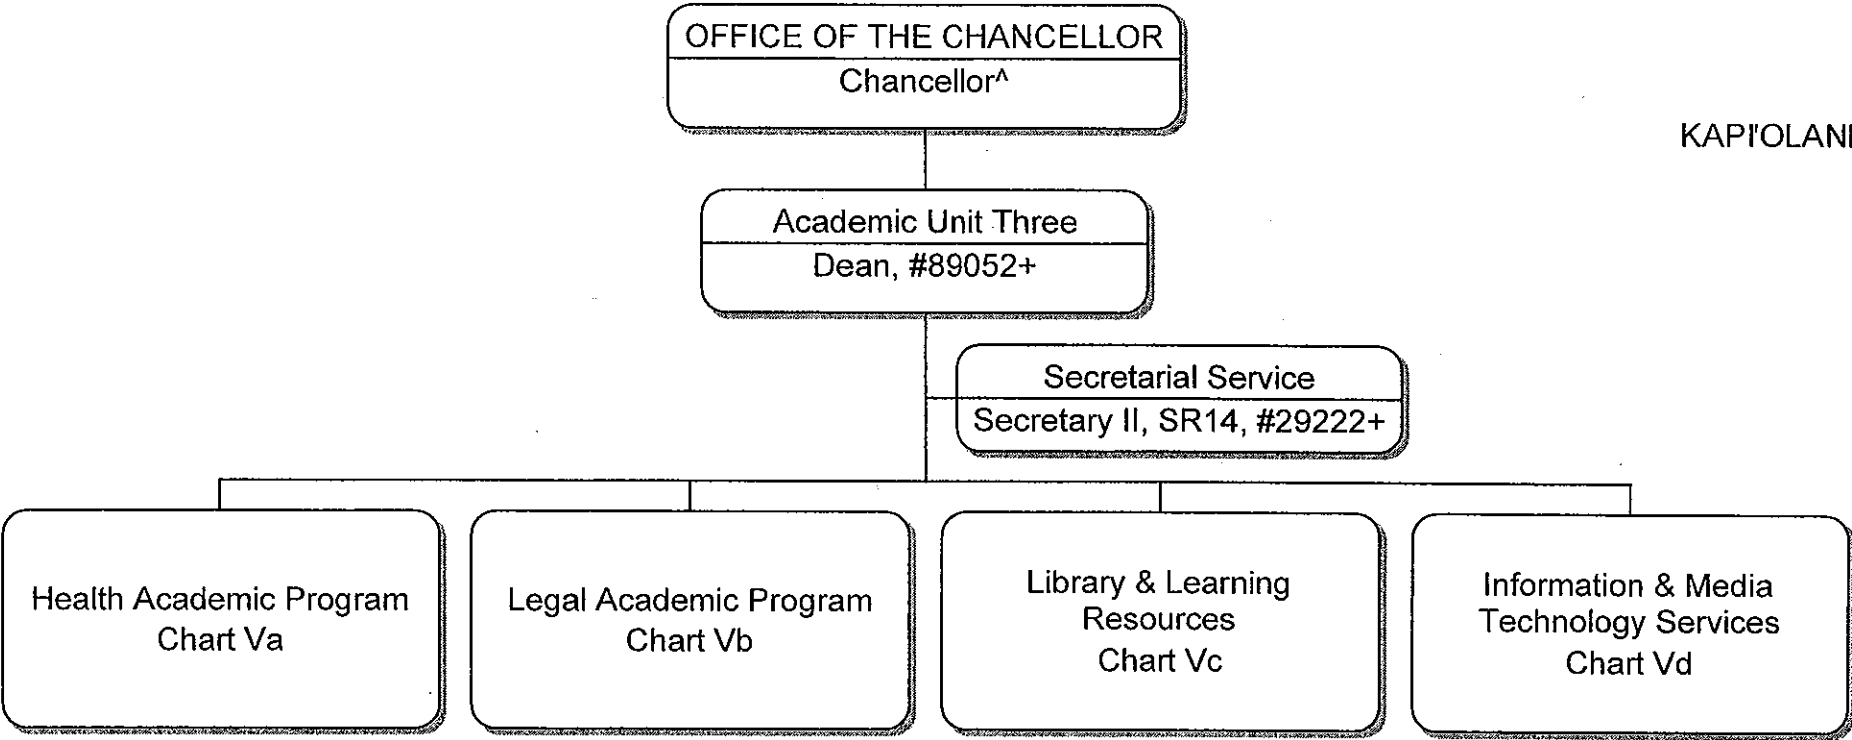 OFFICE OF THE CHANCELLOR
Chancellor^
KAPI'OLANI
Academic Unit Three
Dean, #89052+
Secretarial Service
Secretary II, SR14, #29222+
Health Academic Program
Chart Va
Legal Academic Program
Chart Vb
Library & Learning
Resources
Chart Vc
Information & Media
Technology Services
Chart Vd